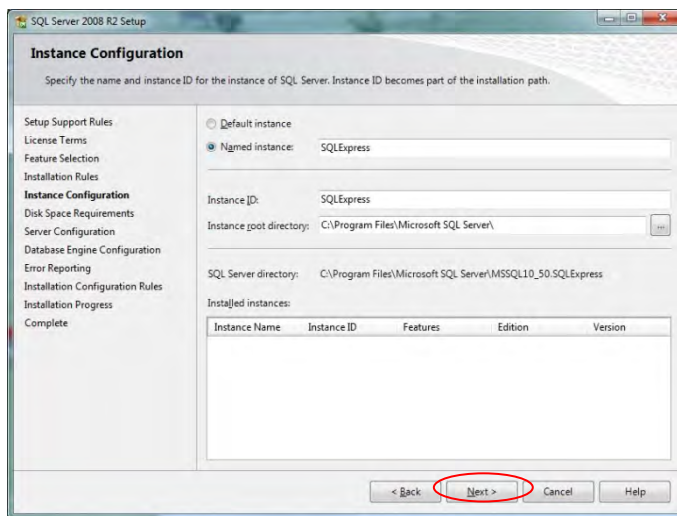 SQL Server 2008 R2 Setup
Instance Configuration
Specify the name and instance ID for the instance of SQL Server. Instance ID becomes part of the installation path.
Setup Support Rules
License Terms
Feature Selection
Installation Rules
Instance Configuration
Disk Space Requirements
Server Configuration
Database Engine Configuration
Error Reporting
Installation Configuration Rules
Installation Progress
Complete
Default instance
Named instance: SQLExpress
Instance ID: SQLExpress
Instance root directory: C:\Program Files\Microsoft SQL Server\ ...
SQL Server directory: C:\Program Files\Microsoft SQL Server\MSSQL10_50.SQLExpress
Installed instances:
Instance Name Instance ID Features Edition Version
< Back Next > Cancel Help